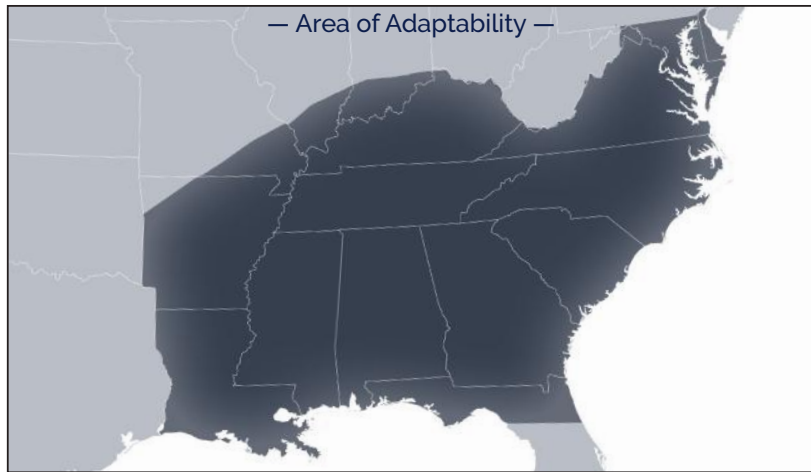 — Area of Adaptability —